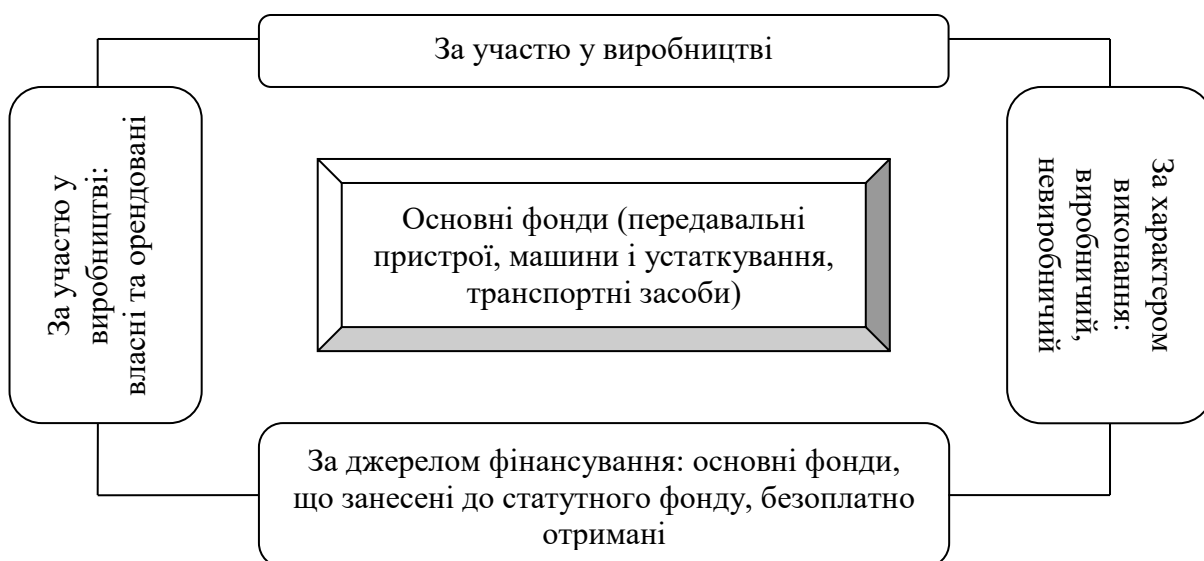 За участю у виробництві
За участю у
виробництві:
власні та орендовані
Основні фонди (передавальні
пристрої, машини і устаткування,
транспортні засоби)
За характером
виконання:
виробничий,
невиробничий
За джерелом фінансування: основні фонди,
що занесені до статутного фонду, безоплатно
отримані